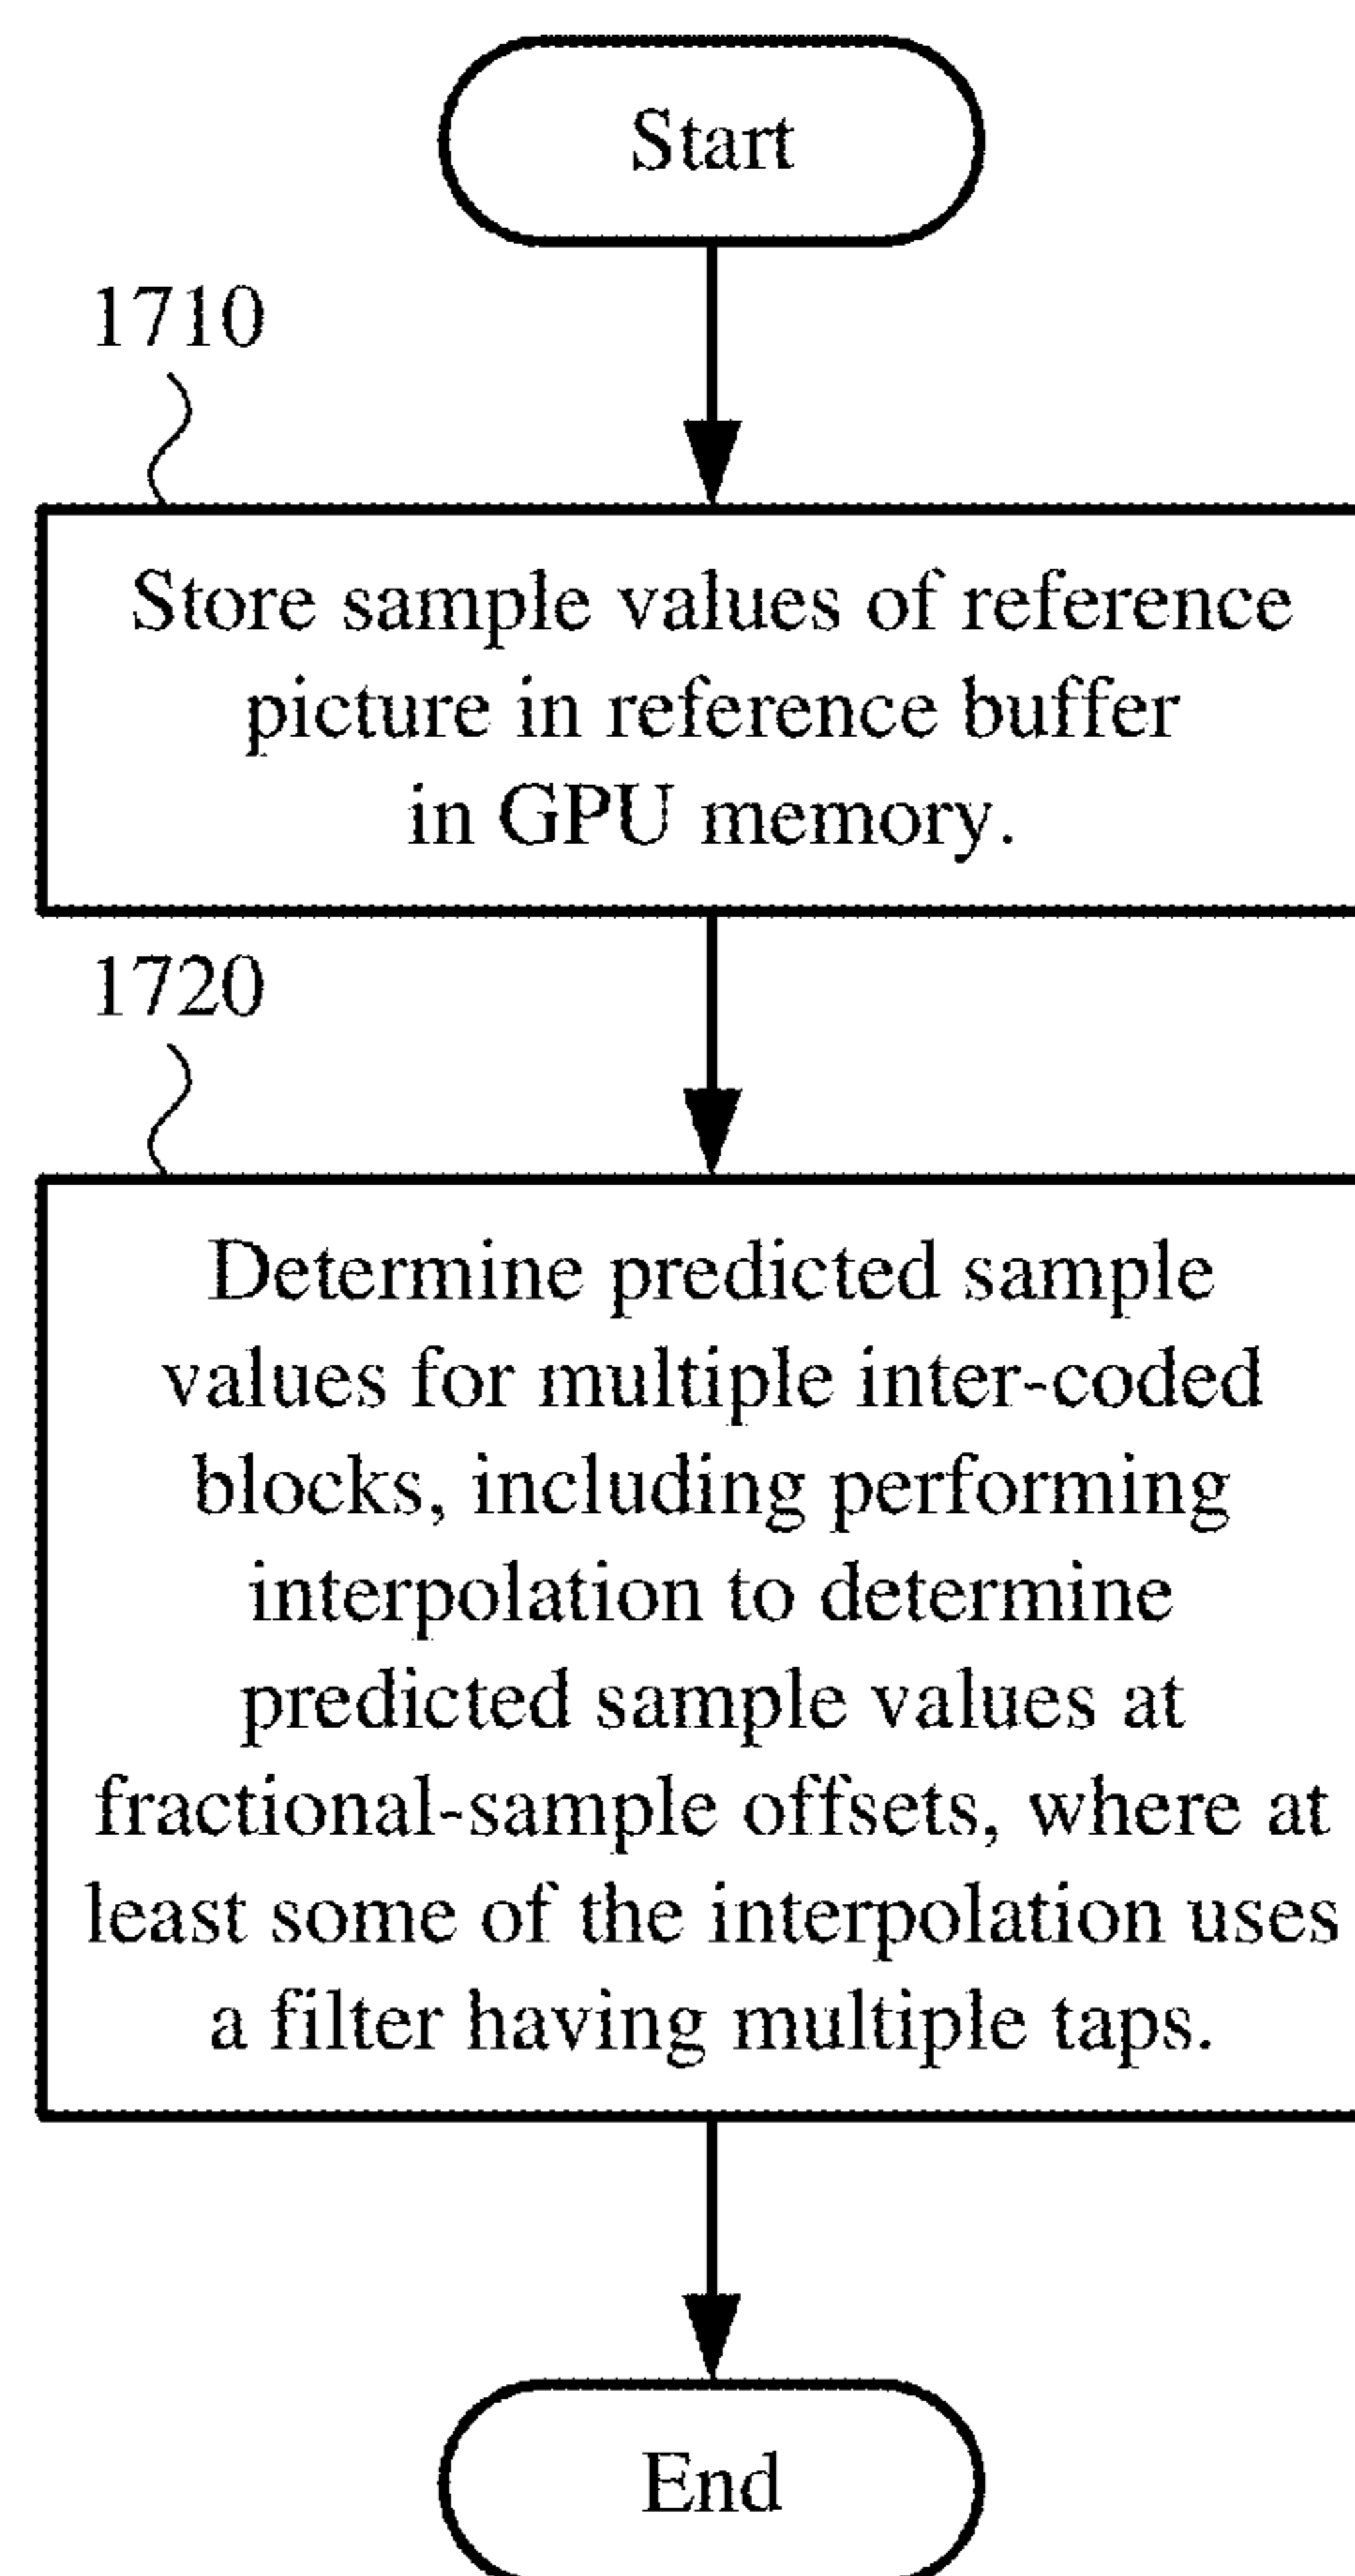 Start
1710
Store sample values of reference
picture in reference buffer
in GPU memory.
1720
Determine predicted sample
values for multiple inter-coded
blocks, including performing
interpolation to determine
predicted sample values at
fractional-sample offsets, where at
least some of the interpolation uses
a filter having multiple taps.
End